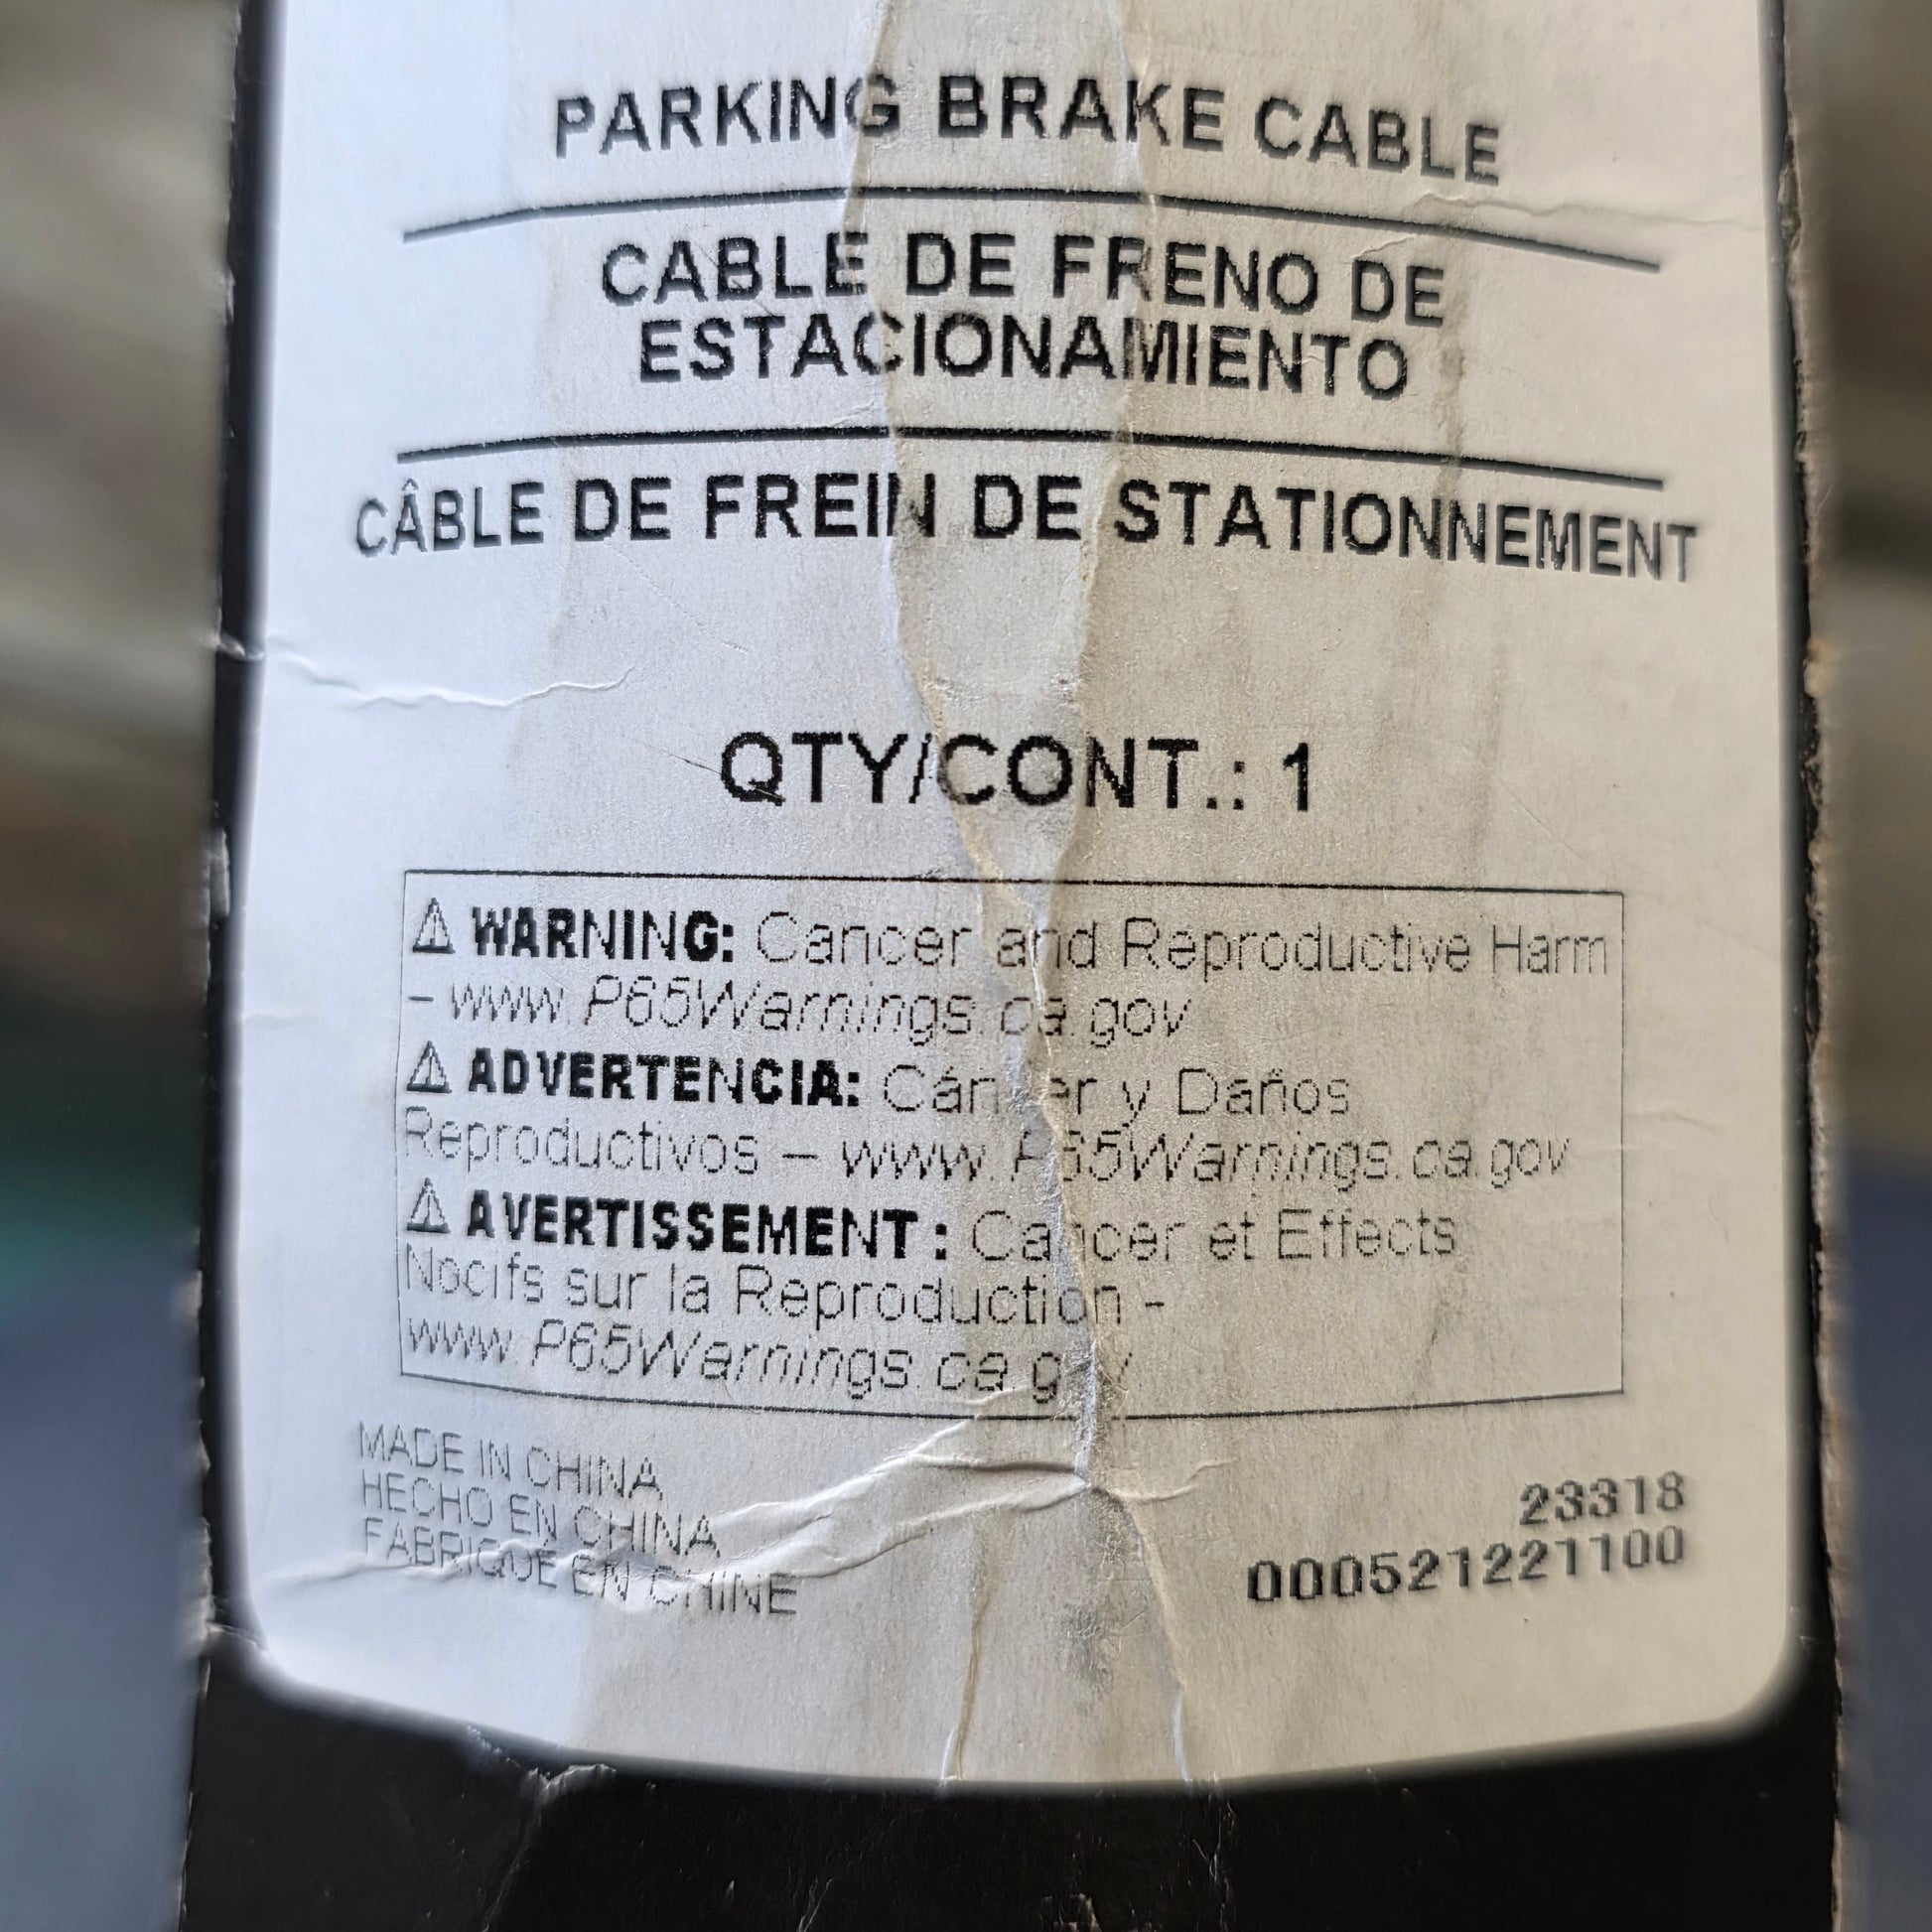 PARKING BRAKE CABLE
CABLE DE FRENO DE
ESTACIONAMIENTO
CÂBLE DE FREIN DE STATIONNEMENT
QTY/CONT.: 1
⚠ WARNING: Cancer and Reproductive Harm
– www.P65Warnings.ca.gov
⚠ ADVERTENCIA: Cáncer y Daños
Reproductivos – www.P65Warnings.ca.gov
⚠ AVERTISSEMENT : Cancer et Effects
Nocifs sur la Reproduction -
www.P65Warnings.ca.gov
MADE IN CHINA
HECHO EN CHINA
FABRIQUE EN CHINE
23318
000521221100